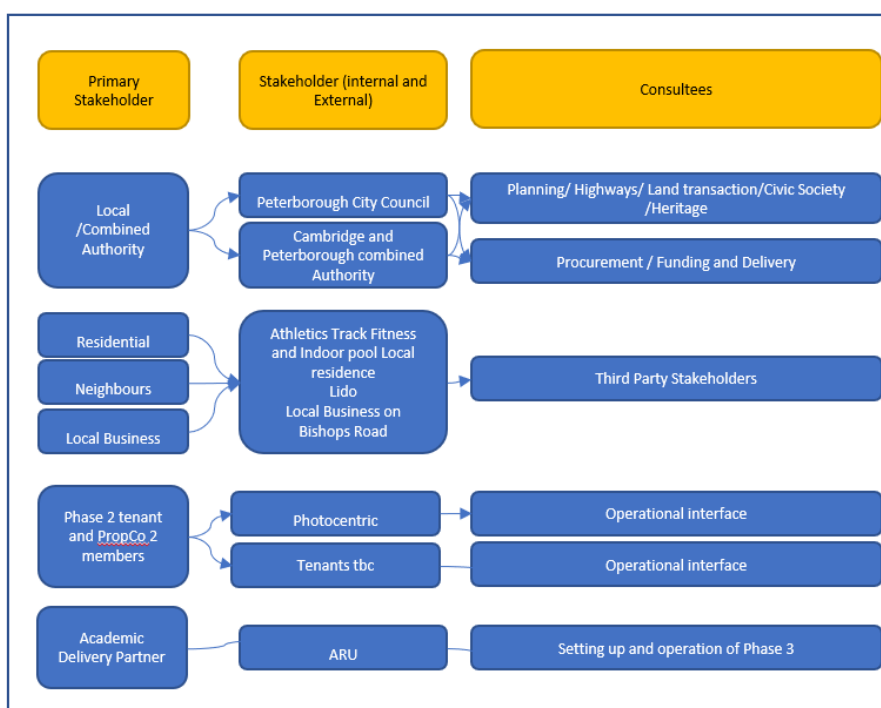 Primary
Stakeholder
Stakeholder (internal and
External)
Consultees
Local
/Combined
Authority
Peterborough City Council
Cambridge and
Peterborough combined
Authority
Planning/ Highways/ Land transaction/Civic Society
/Heritage
Procurement / Funding and Delivery
Residential
Neighbours
Local Business
Athletics Track Fitness
and Indoor pool Local
residence
Lido
Local Business on
Bishops Road
Third Party Stakeholders
Phase 2 tenant
and PropCo 2
members
Photocentric
Operational interface
Tenants tbc
Operational interface
Academic
Delivery Partner
ARU
Setting up and operation of Phase 3